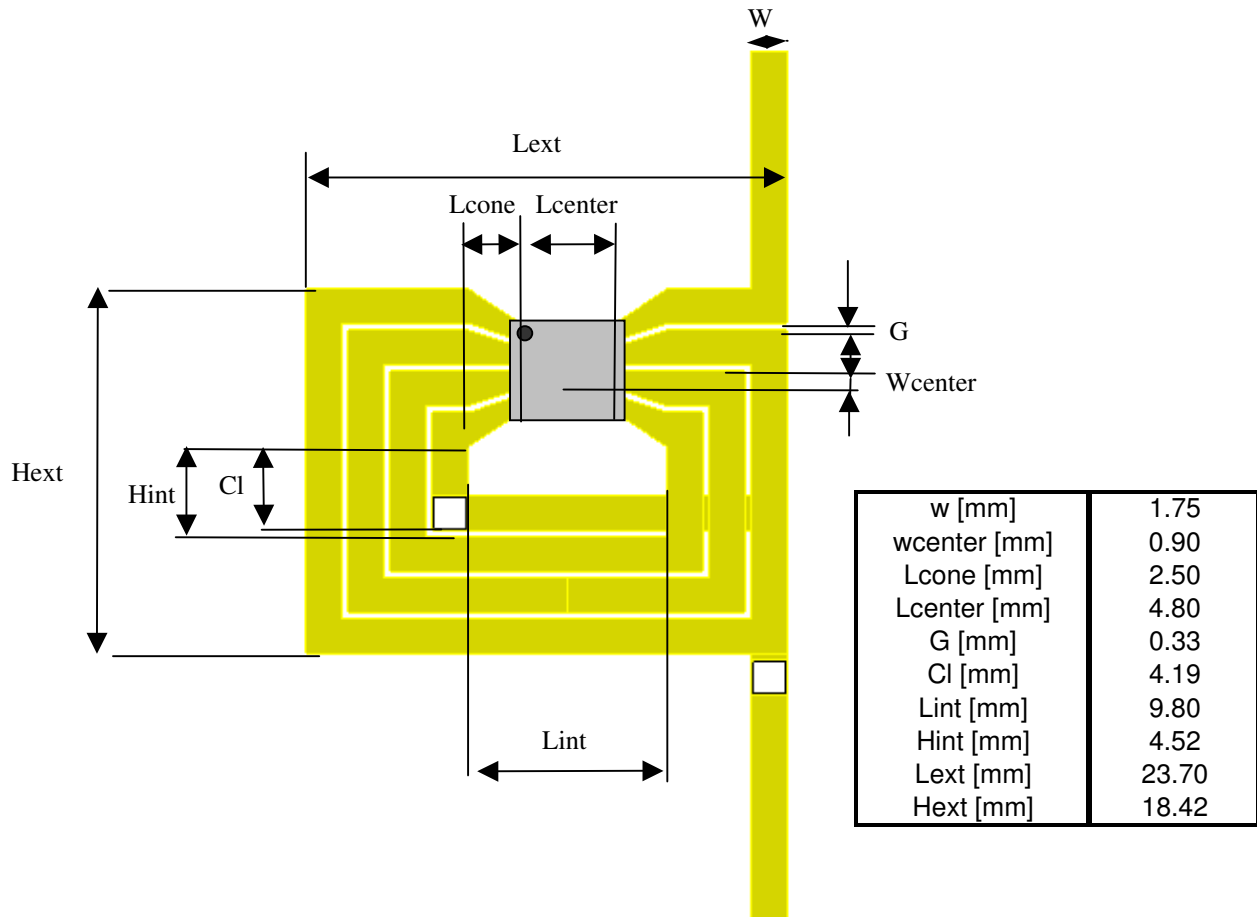 W
Lext
Lcone Lcenter
G
Wcenter
Hext
Hint
Cl
Lint
w [mm] 1.75
wcenter [mm] 0.90
Lcone [mm] 2.50
Lcenter [mm] 4.80
G [mm] 0.33
Cl [mm] 4.19
Lint [mm] 9.80
Hint [mm] 4.52
Lext [mm] 23.70
Hext [mm] 18.42